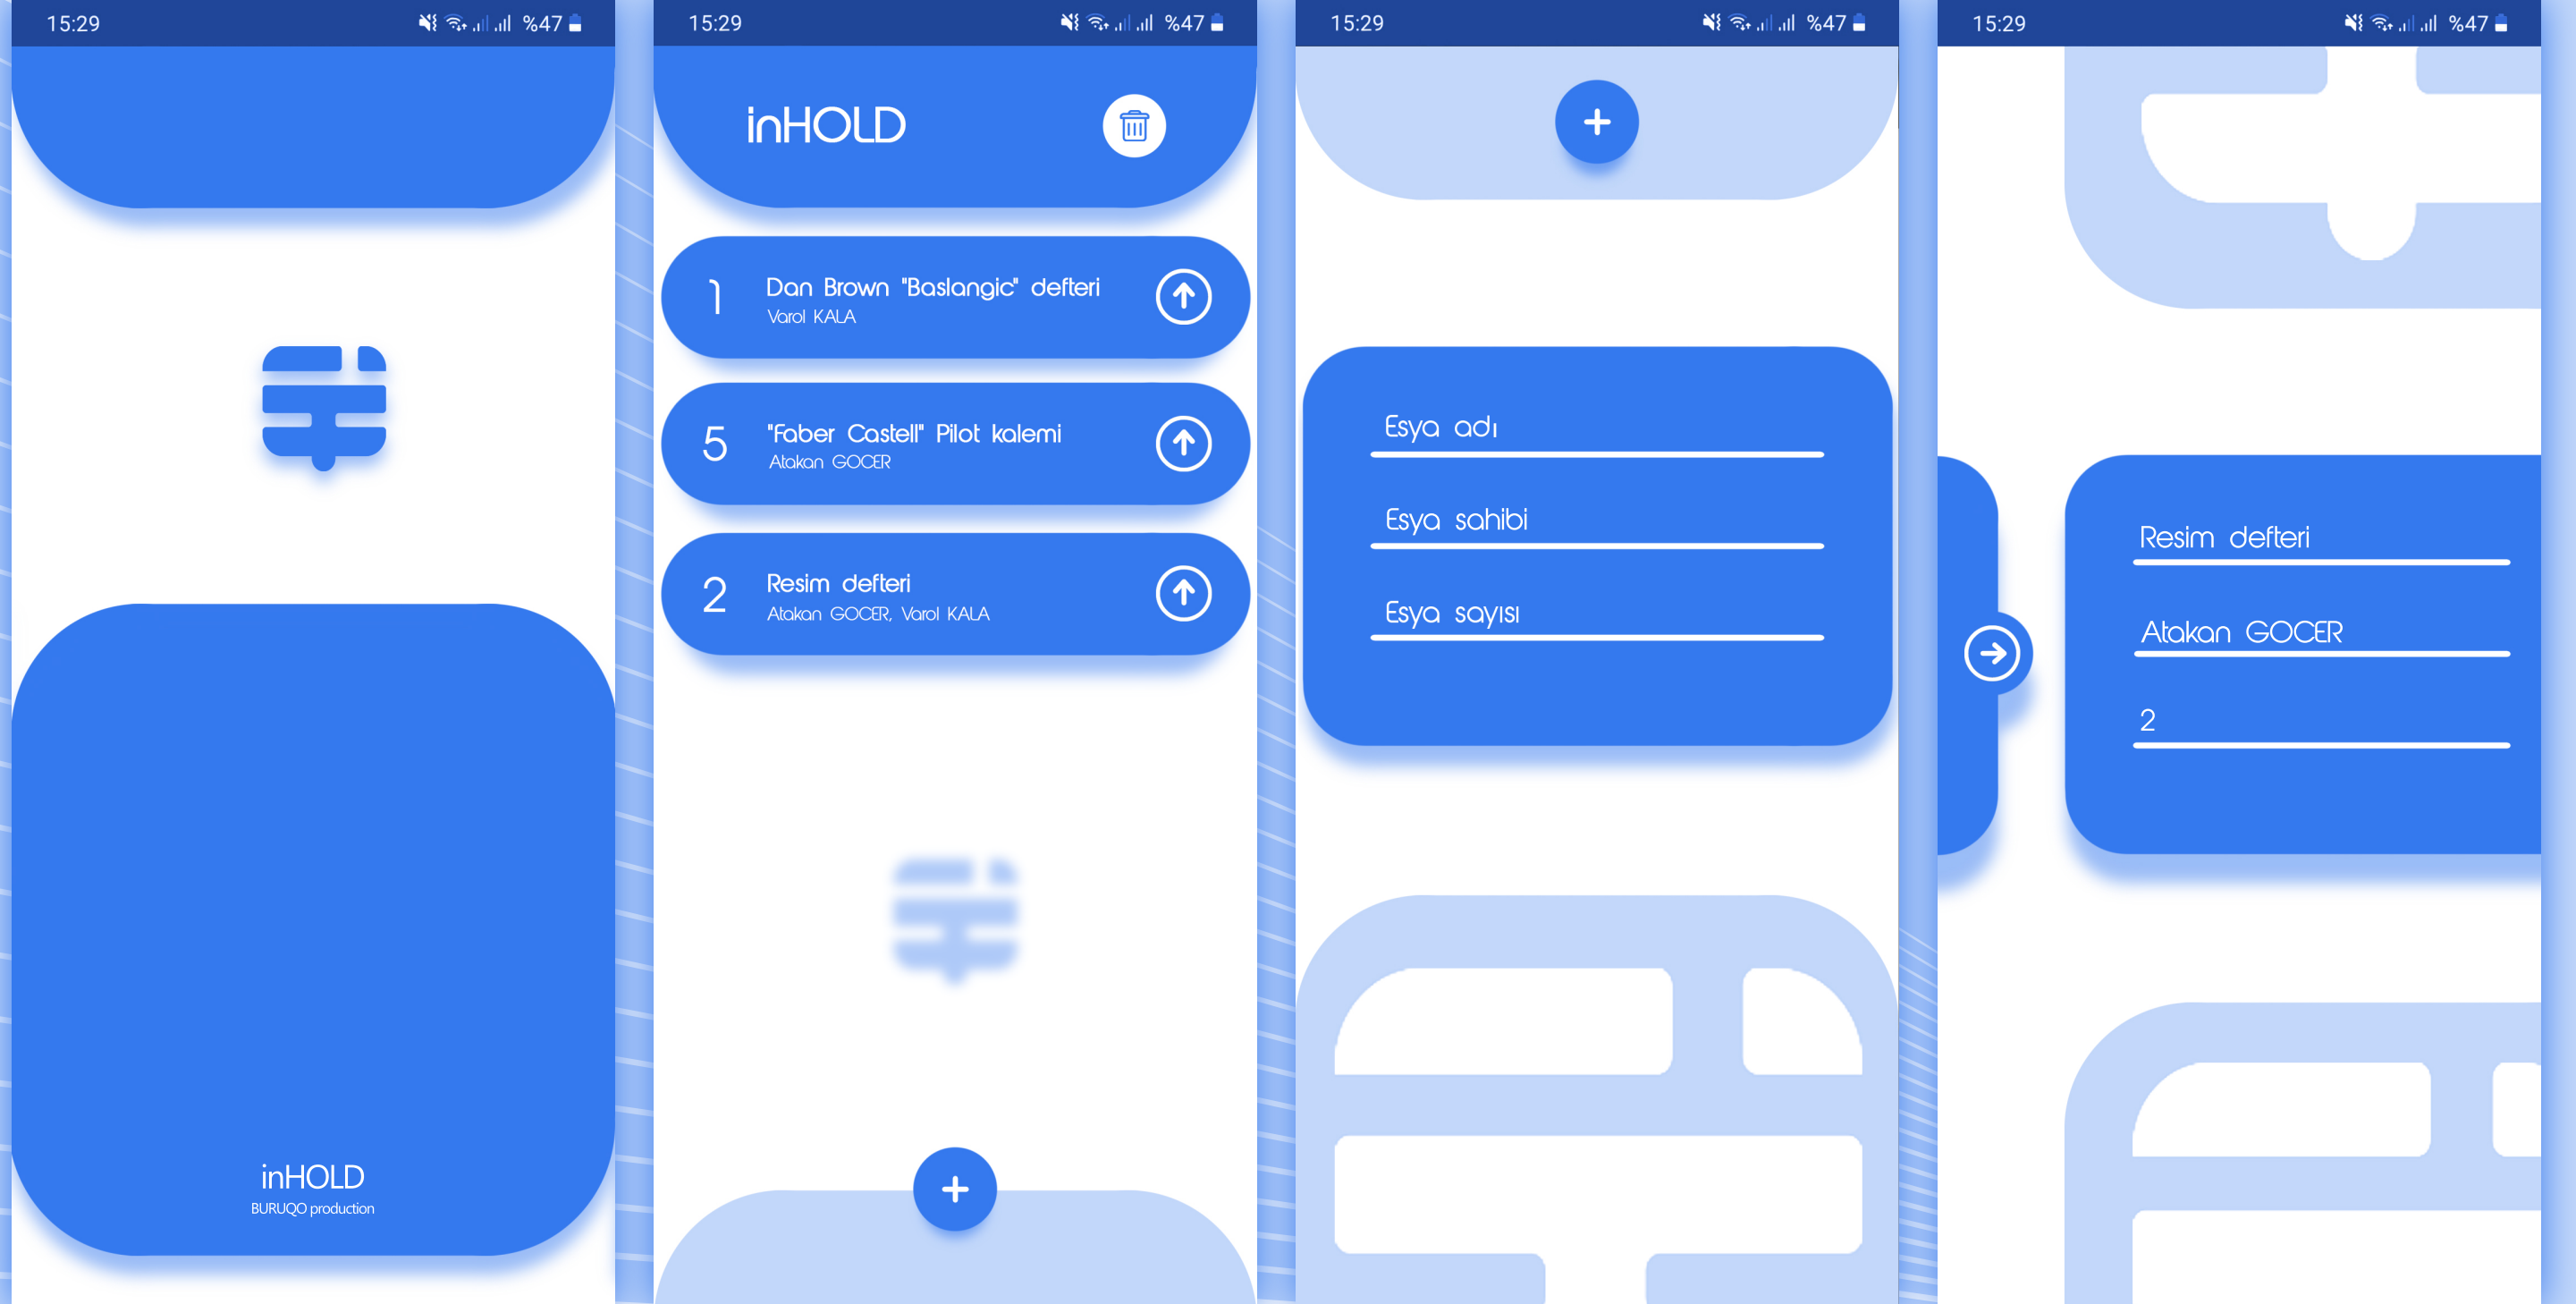 15:29
%47
inHOLD
BURUQO production
15:29
%47
inHOLD
1
Dan Brown "Baslangic" defteri
Varol KALA
5
"Faber Castell" Pilot kalemi
Atakan GOCER
2
Resim defteri
Atakan GOCER, Varol KALA
15:29
%47
Esya adı
Esya sahibi
Esya sayısı
15:29
%47
Resim defteri
Atakan GOCER
2